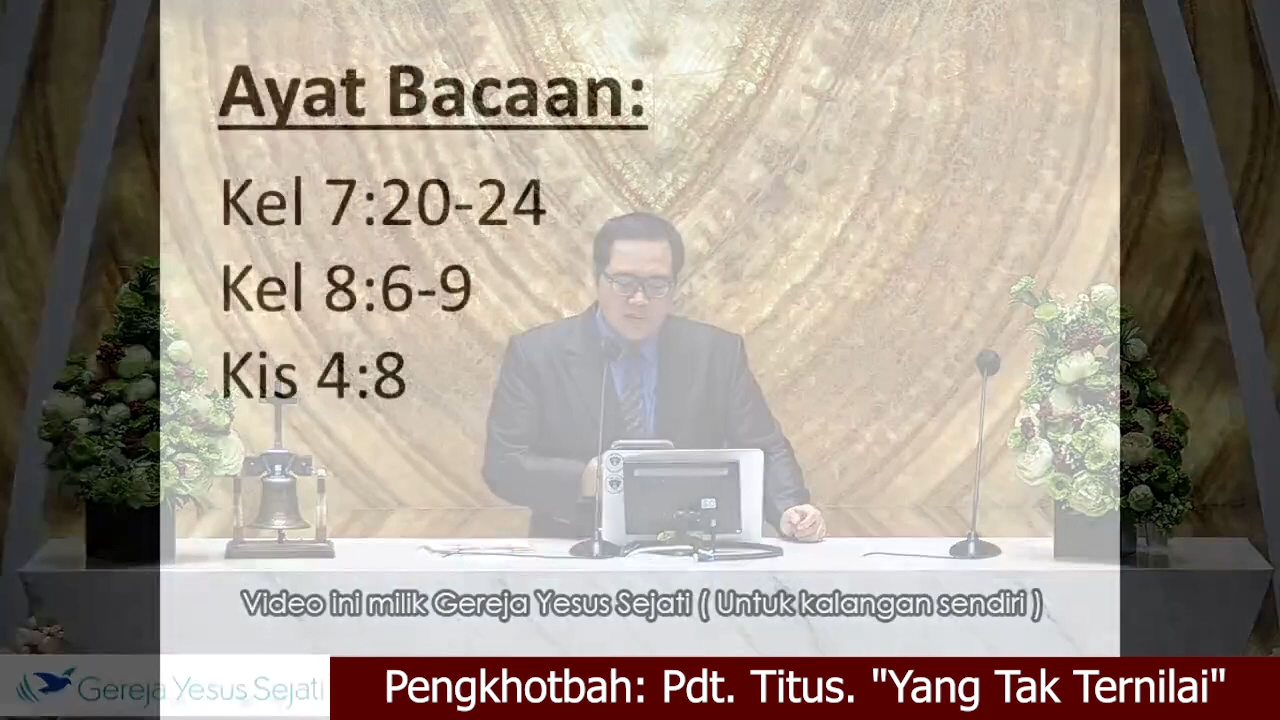 Ayat Bacaan:
Kel 7:20-24
Kel 8:6-9
Kis 4:8
Video ini milik Gereja Yesus Sejati ( Untuk kalangan sendiri )
Gereja Yesus Sejati
Pengkhotbah: Pdt. Titus. "Yang Tak Ternilai"